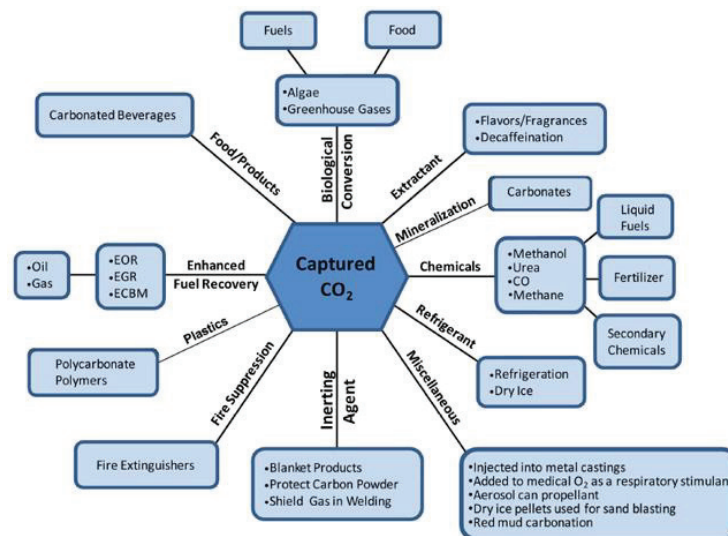 Fuels
Food
•Algae
•Greenhouse Gases
Carbonated Beverages
•Flavors/Fragrances
•Decaffeination
Food/Products
Biological
Conversion
Extractant
Mineralization
Carbonates
Liquid
Fuels
•Oil
•Gas
•EOR
•EGR
•ECBM
Enhanced
Fuel Recovery
Captured
CO₂
Chemicals
•Methanol
•Urea
•CO
•Methane
Fertilizer
Secondary
Chemicals
Plastics
Polycarbonate
Polymers
Fire Suppression
Inerting
Agent
Refrigerant
•Refrigeration
•Dry Ice
Miscellaneous
Fire Extinguishers
•Blanket Products
•Protect Carbon Powder
•Shield Gas in Welding
•Injected into metal castings
•Added to medical O₂ as a respiratory stimulan
•Aerosol can propellant
•Dry ice pellets used for sand blasting
•Red mud carbonation